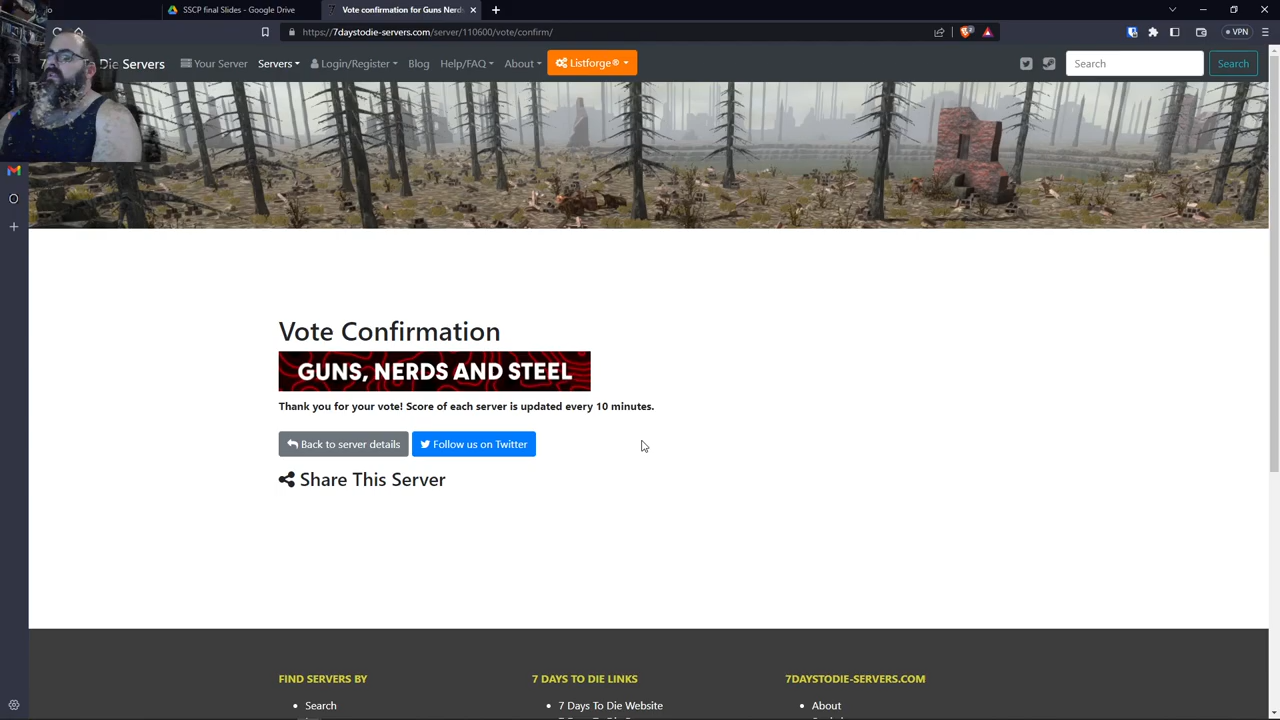 SSCP final Slides - Google Drive
Vote confirmation for Guns Nerds
https://7daystodie-servers.com/server/110600/vote/confirm/
VPN
7 Die Servers
Your Server
Servers
Login/Register
Blog
Help/FAQ
About
Listforge®
Search
Search
Vote Confirmation
GUNS, NERDS AND STEEL
Thank you for your vote! Score of each server is updated every 10 minutes.
Back to server details
Follow us on Twitter
Share This Server
FIND SERVERS BY
7 DAYS TO DIE LINKS
7DAYSTODIE-SERVERS.COM
Search
7 Days To Die Website
About